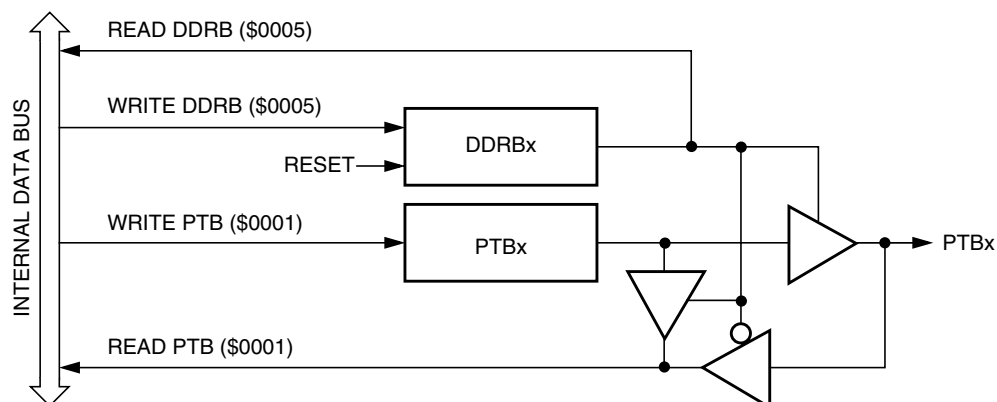 READ DDRB ($0005)
WRITE DDRB ($0005)
DDRBx
RESET
WRITE PTB ($0001)
PTBx
PTBx
READ PTB ($0001)
INTERNAL DATA BUS